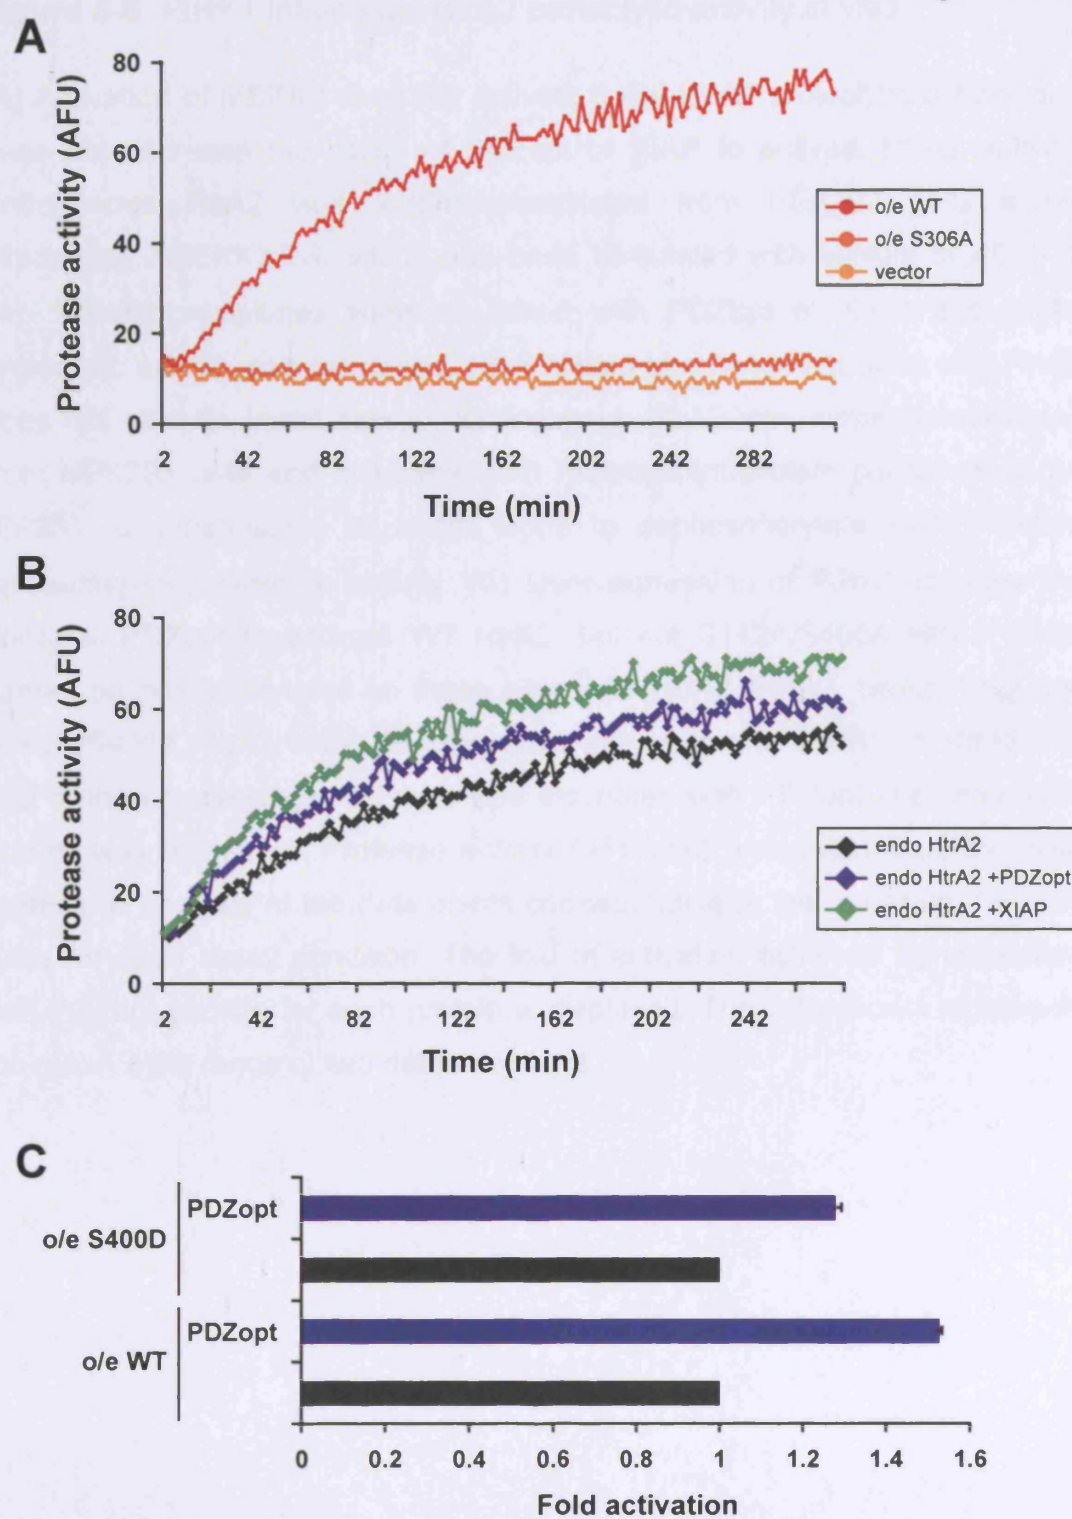 A
Protease activity (AFU)
80
60
40
20
0
2 42 82 122 162 202 242 282
Time (min)
o/e WT
o/e S306A
vector
B
Protease activity (AFU)
80
60
40
20
0
2 42 82 122 162 202 242
Time (min)
endo HtrA2
endo HtrA2 +PDZopt
endo HtrA2 +XIAP
C
o/e S400D
PDZopt
o/e WT
PDZopt
0 0.2 0.4 0.6 0.8 1 1.2 1.4 1.6
Fold activation